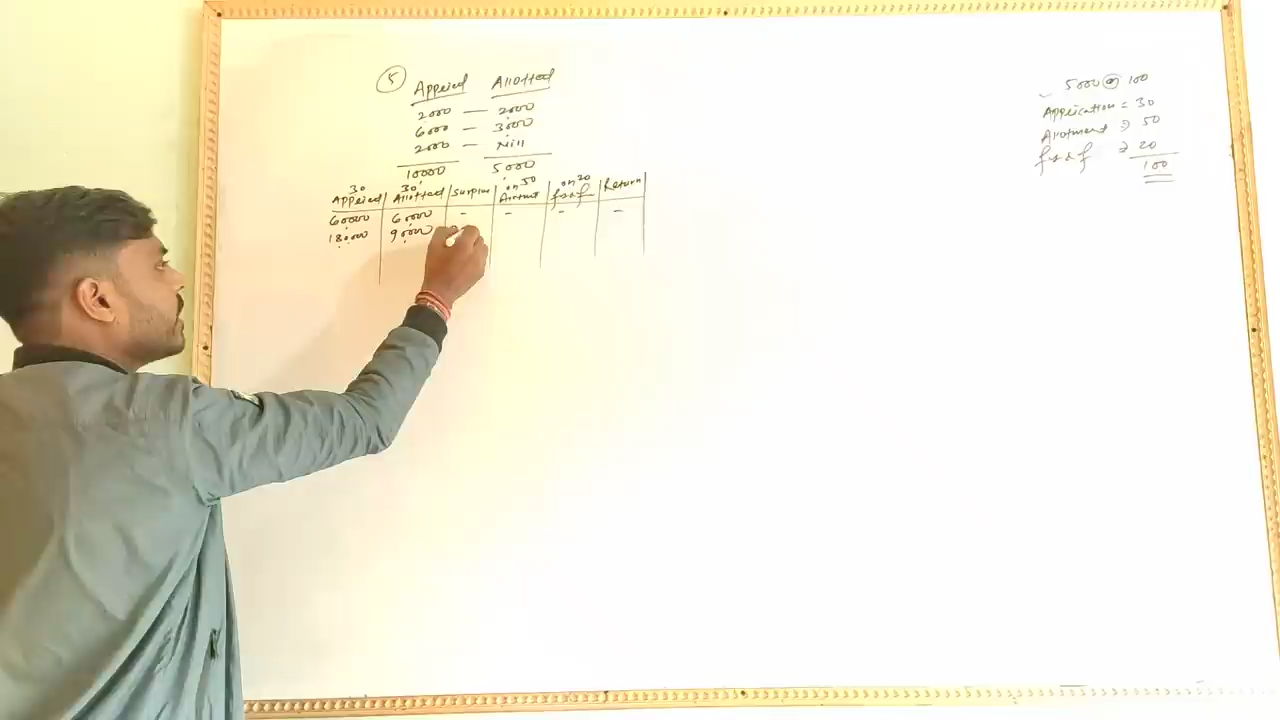 ⑤ Applied Allotted
2000 — 2000
6000 — 3000
2000 — Nill
10000 5000
30 30 on 50 on 20
Applied Allotted Surplus Return
60000 60000 - - - -
180000 90000
5000 @ 100
Application = 30
Allotment ⇒ 50
f & f ⇒ 20
100